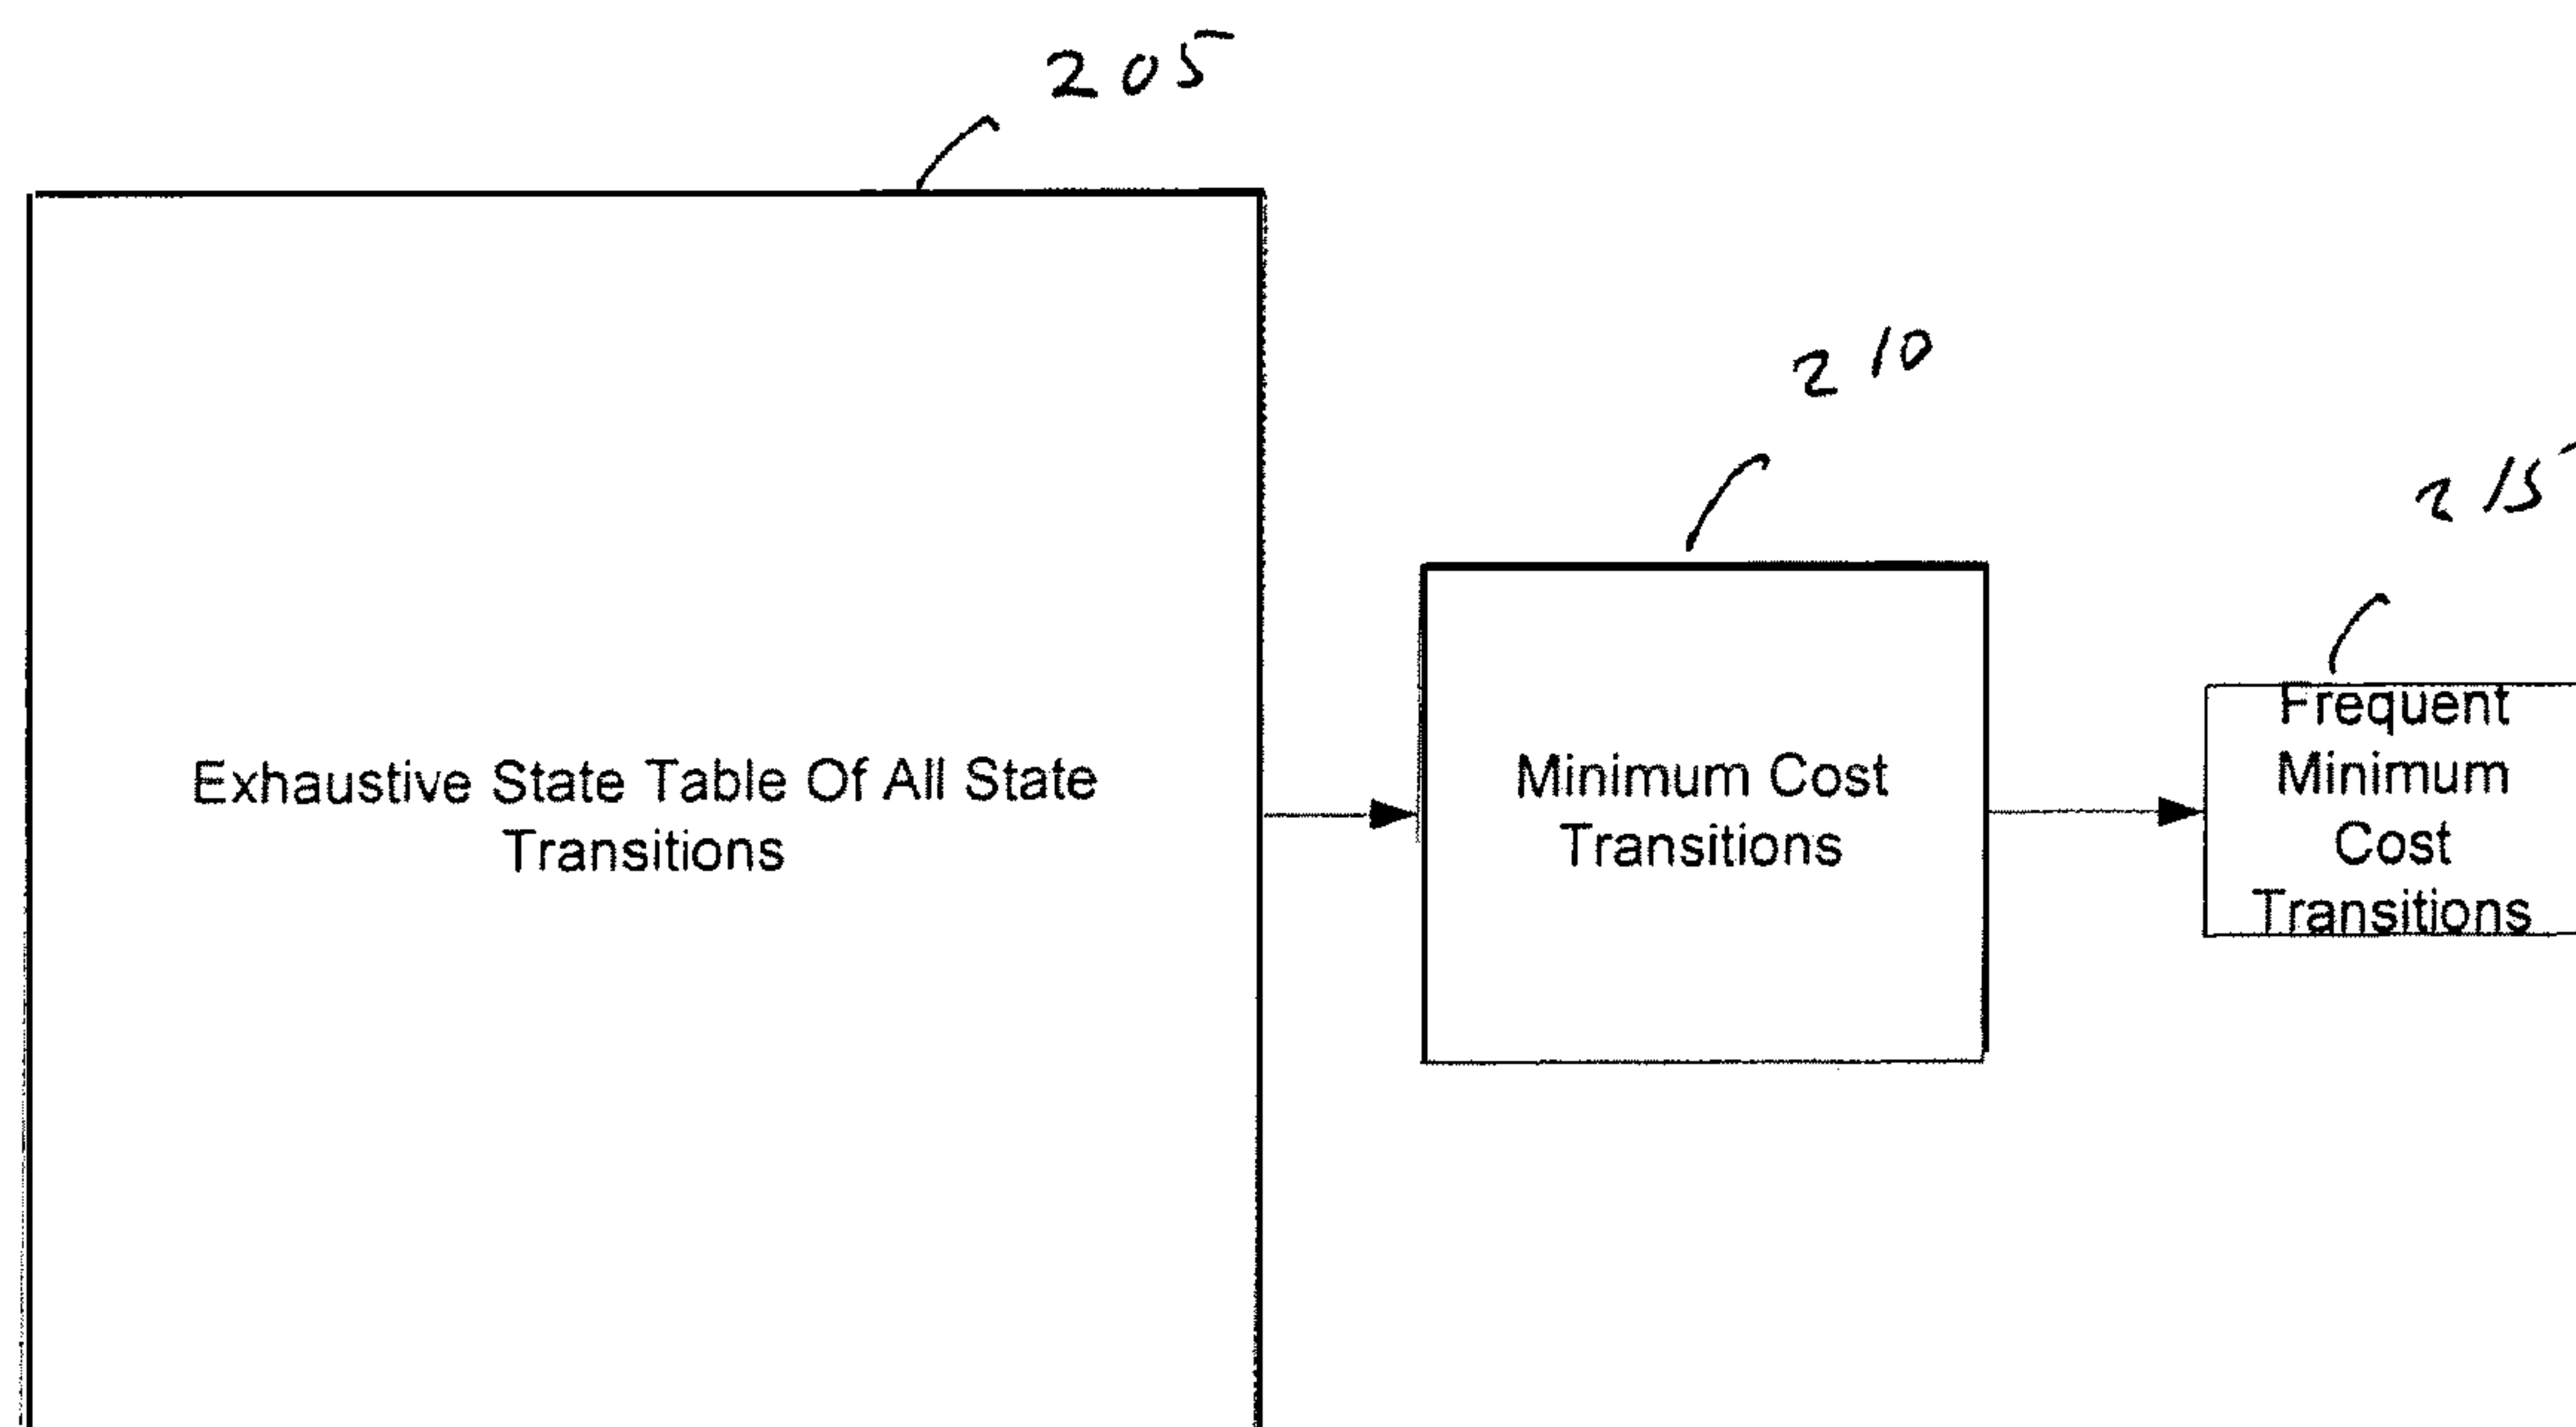 205
210
215
Exhaustive State Table Of All State
Transitions
Minimum Cost
Transitions
Frequent
Minimum
Cost
Transitions